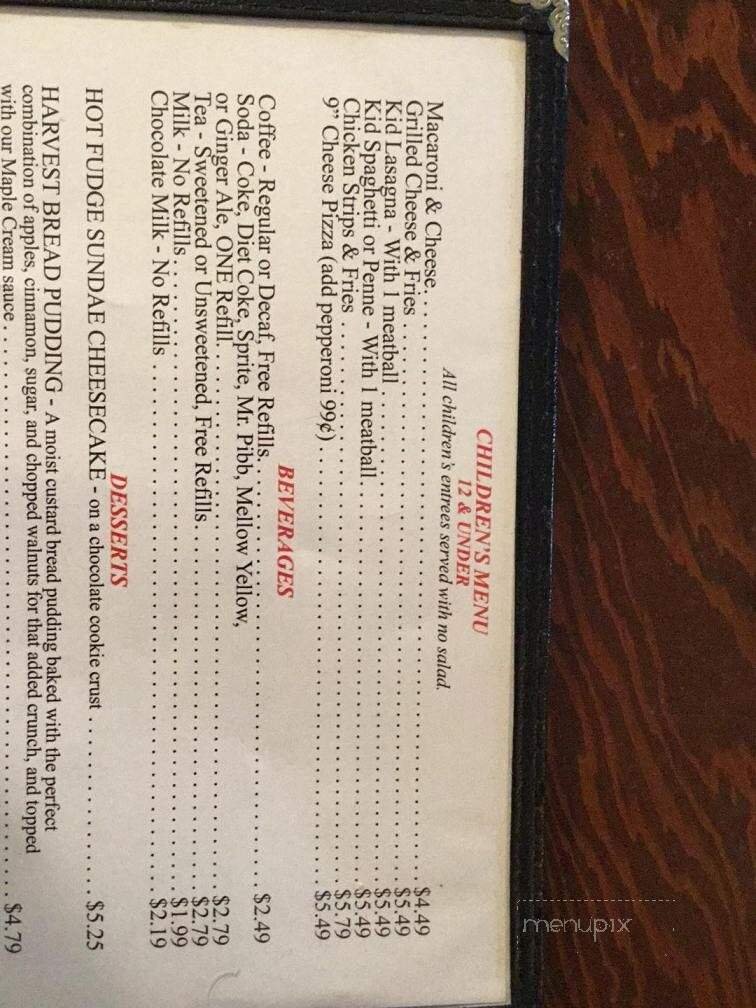 CHILDREN'S MENU
12 & UNDER
All children's entrees served with no salad.
Macaroni & Cheese. . . . . . . . . . . . . . . . . . . . $4.49
Grilled Cheese & Fries . . . . . . . . . . . . . . . . . . . . $5.49
Kid Lasagna - With 1 meatball . . . . . . . . . . . . . . . . . . . . $5.49
Kid Spaghetti or Penne - With 1 meatball . . . . . . . . . . . . . . . . . . . . $5.49
Chicken Strips & Fries . . . . . . . . . . . . . . . . . . . . $5.79
9" Cheese Pizza (add pepperoni 99¢) . . . . . . . . . . . . . . . . . . . . $5.49
BEVERAGES
Coffee - Regular or Decaf, Free Refills. . . . . . . . . . . . . . . . . . . . $2.49
Soda - Coke, Diet Coke, Sprite, Mr. Pibb, Mellow Yellow,
or Ginger Ale, ONE Refill. . . . . . . . . . . . . . . . . . . . $2.79
Tea - Sweetened or Unsweetened, Free Refills . . . . . . . . . . . . . . . . . . . . $2.79
Milk - No Refills. . . . . . . . . . . . . . . . . . . . $1.99
Chocolate Milk - No Refills . . . . . . . . . . . . . . . . . . . . $2.19
DESSERTS
HOT FUDGE SUNDAE CHEESECAKE - on a chocolate cookie crust . . . . . . . . . . . . . . $5.25
HARVEST BREAD PUDDING - A moist custard bread pudding baked with the perfect
combination of apples, cinnamon, sugar, and chopped walnuts for that added crunch, and topped
with our Maple Cream sauce . . . . . . . . . . . . . . . . . . . . $4.79
menupix